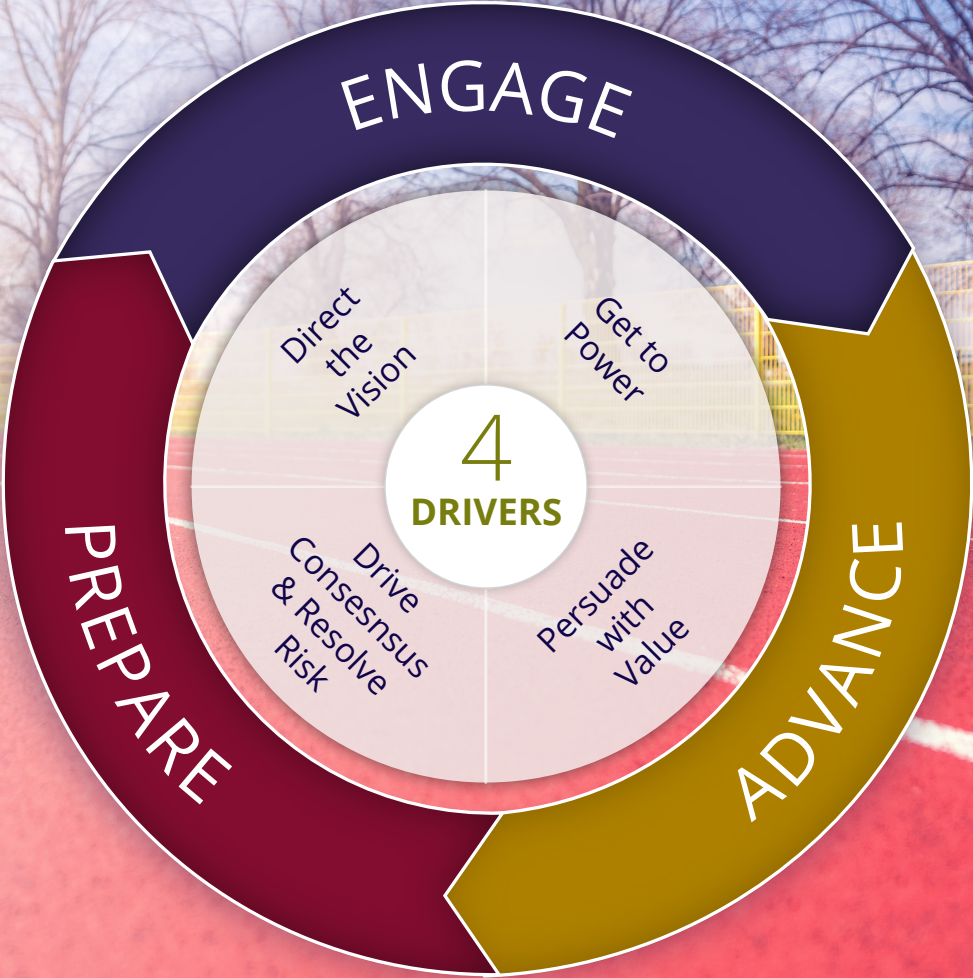 ENGAGE
Direct
the
Vision
Get to
Power
4
DRIVERS
Drive
Consesnsus
& Resolve
Risk
Persuade
with
Value
PREPARE
ADVANCE